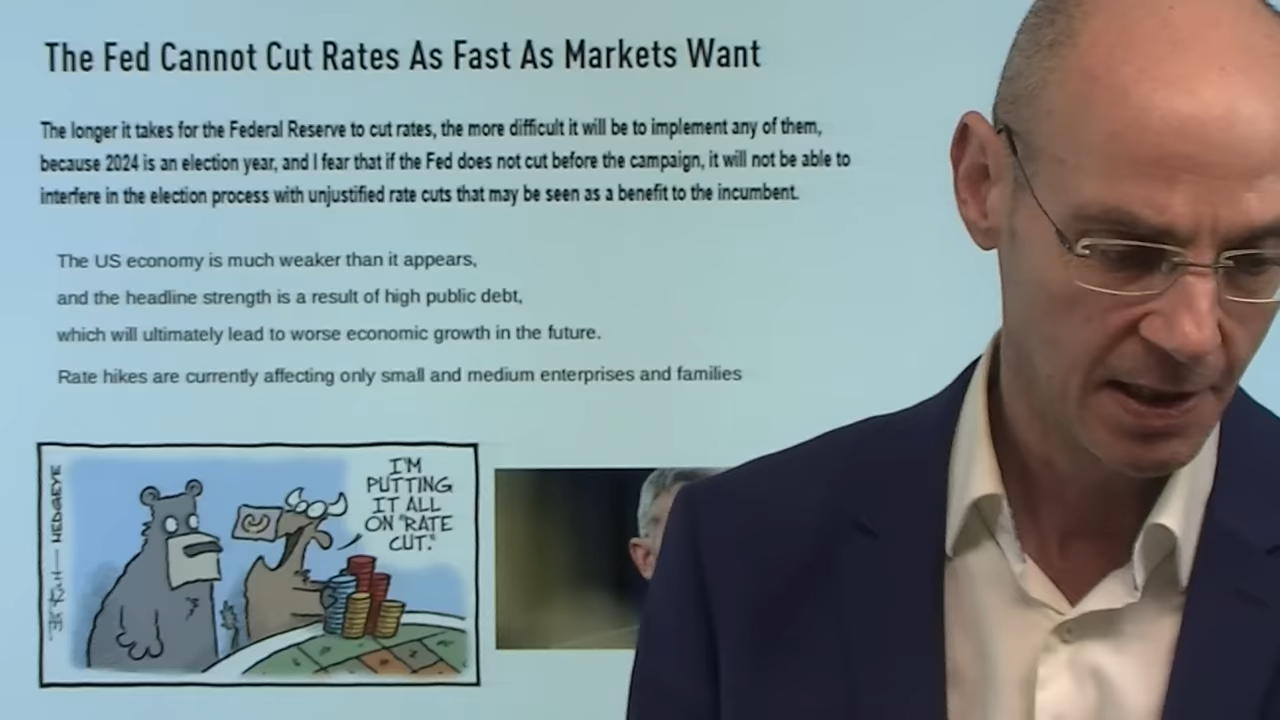 The Fed Cannot Cut Rates As Fast As Markets Want
The longer it takes for the Federal Reserve to cut rates, the more difficult it will be to implement any of them,
because 2024 is an election year, and I fear that if the Fed does not cut before the campaign, it will not be able to
interfere in the election process with unjustified rate cuts that may be seen as a benefit to the incumbent.
The US economy is much weaker than it appears,
and the headline strength is a result of high public debt,
which will ultimately lead to worse economic growth in the future.
Rate hikes are currently affecting only small and medium enterprises and families
HEDGEYE
I'M
PUTTING
IT ALL
ON "RATE
CUT."